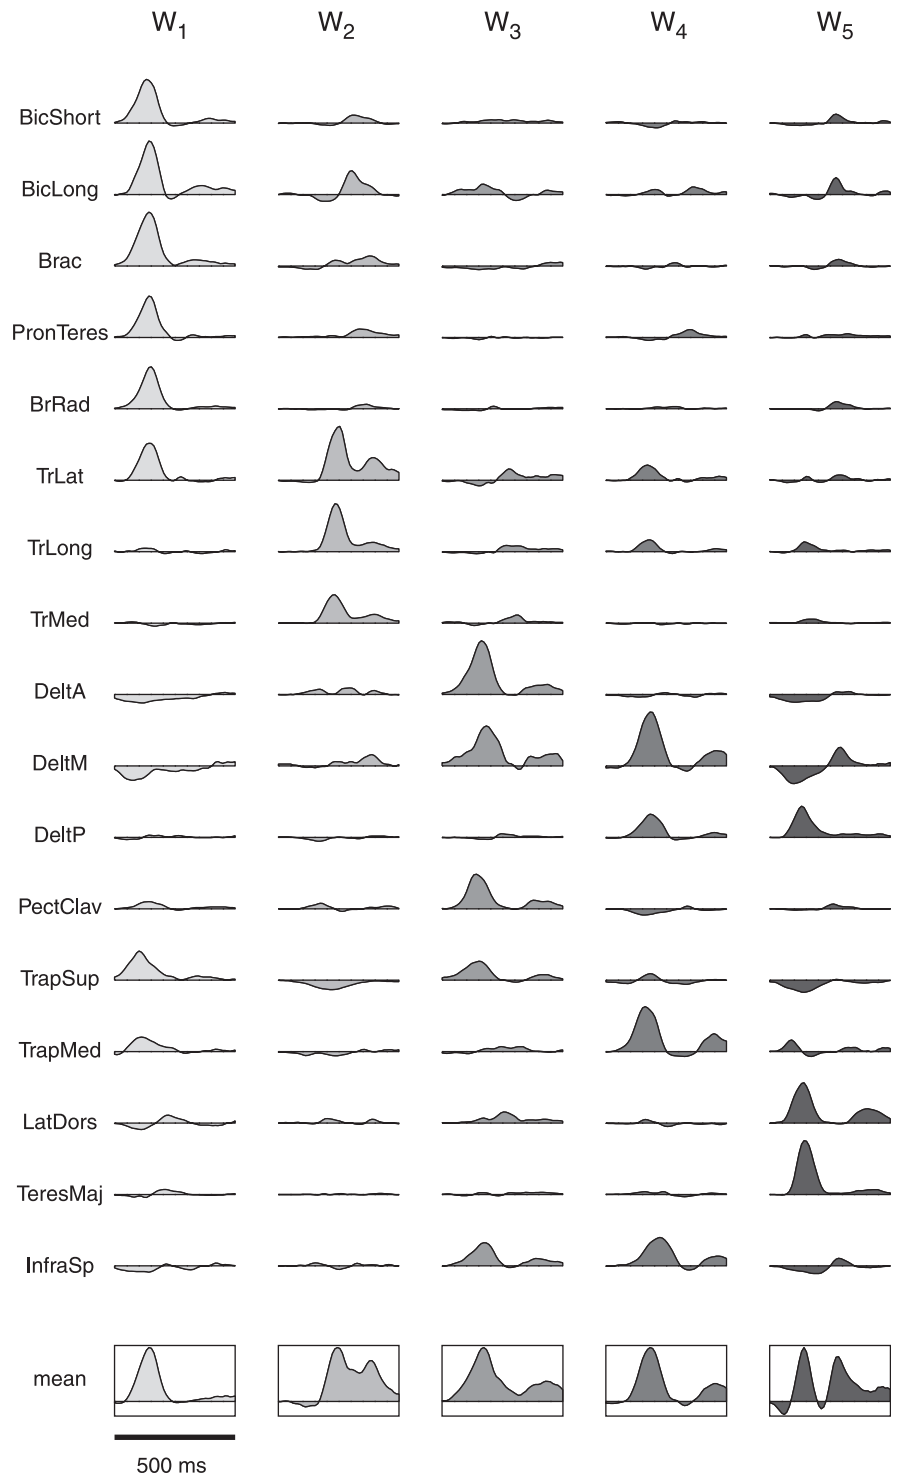 W1 W2 W3 W4 W5
BicShort
BicLong
Brac
PronTeres
BrRad
TrLat
TrLong
TrMed
DeltA
DeltM
DeltP
PectClav
TrapSup
TrapMed
LatDors
TeresMaj
InfraSp
mean
500 ms